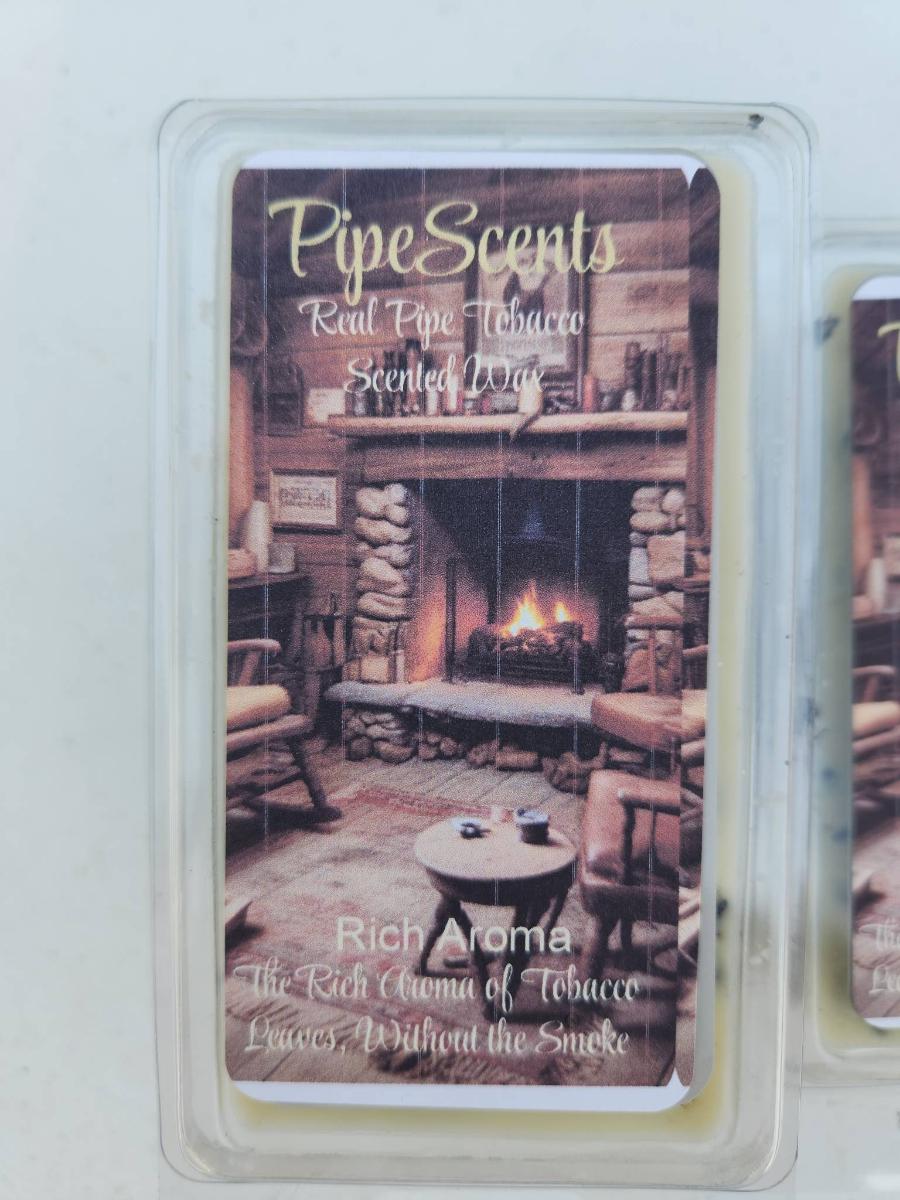 PipeScents
Real Pipe Tobacco
Scented Wax
Rich Aroma
The Rich Aroma of Tobacco
Leaves, Without the Smoke